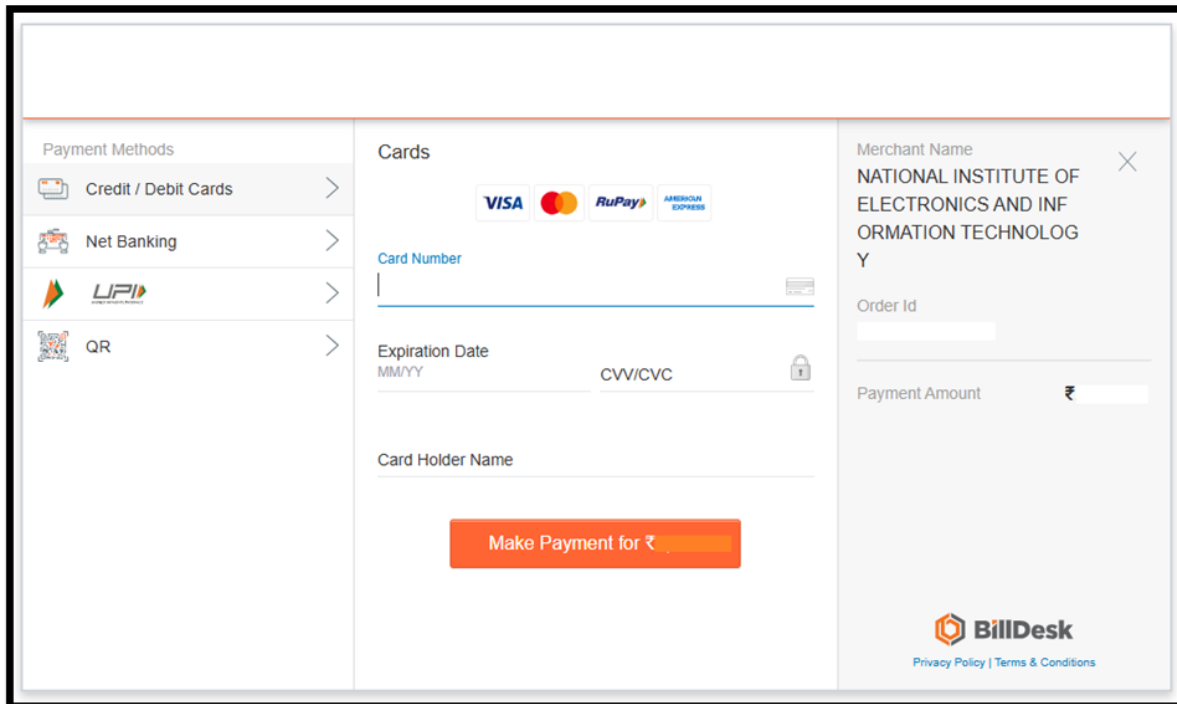 Payment Methods
Credit / Debit Cards
Net Banking
UPI
QR
Cards
VISA RuPay AMERICAN EXPRESS
Card Number
Expiration Date
MM/YY
CVV/CVC
Card Holder Name
Make Payment for ₹
Merchant Name
NATIONAL INSTITUTE OF
ELECTRONICS AND INF
ORMATION TECHNOLOG
Y
Order Id
Payment Amount ₹
BillDesk
Privacy Policy | Terms & Conditions